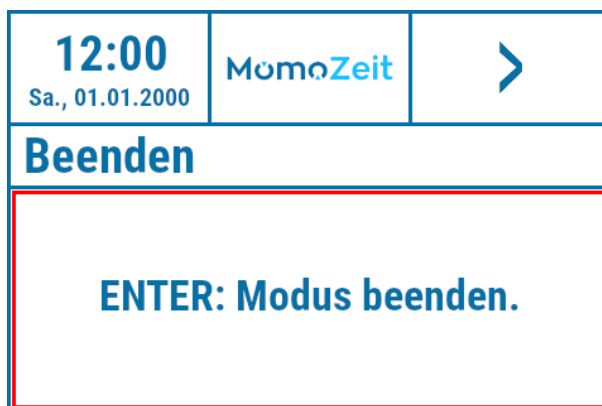 12:00
Sa., 01.01.2000
MomoZeit
>
Beenden
ENTER: Modus beenden.